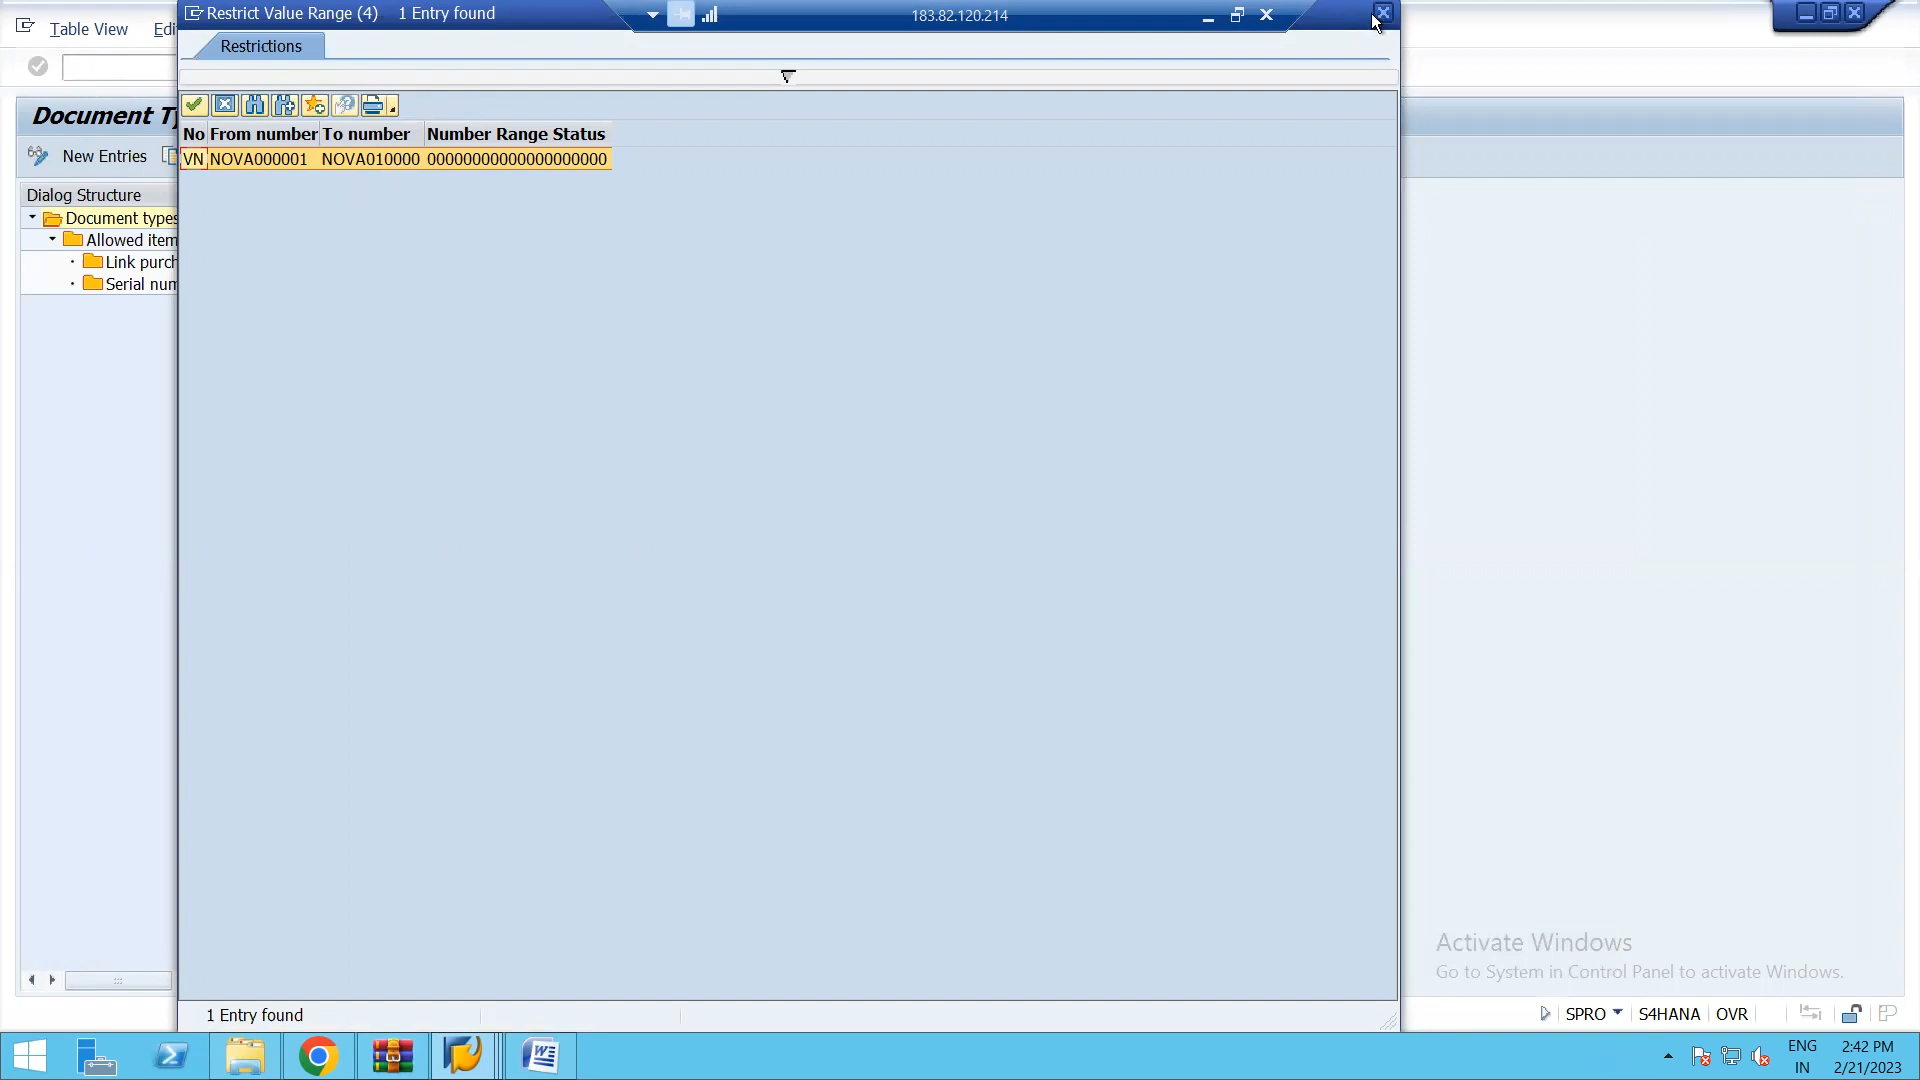 Restrict Value Range (4) 1 Entry found
183.82.120.214
Table View
Restrictions
Document T
No From number To number Number Range Status
New Entries
VN NOVA000001 NOVA010000 00000000000000000000
Dialog Structure
Document types
Allowed item
Link purch
Serial num
Activate Windows
Go to System in Control Panel to activate Windows.
1 Entry found
SPRO S4HANA OVR
ENG
IN
2:42 PM
2/21/2023